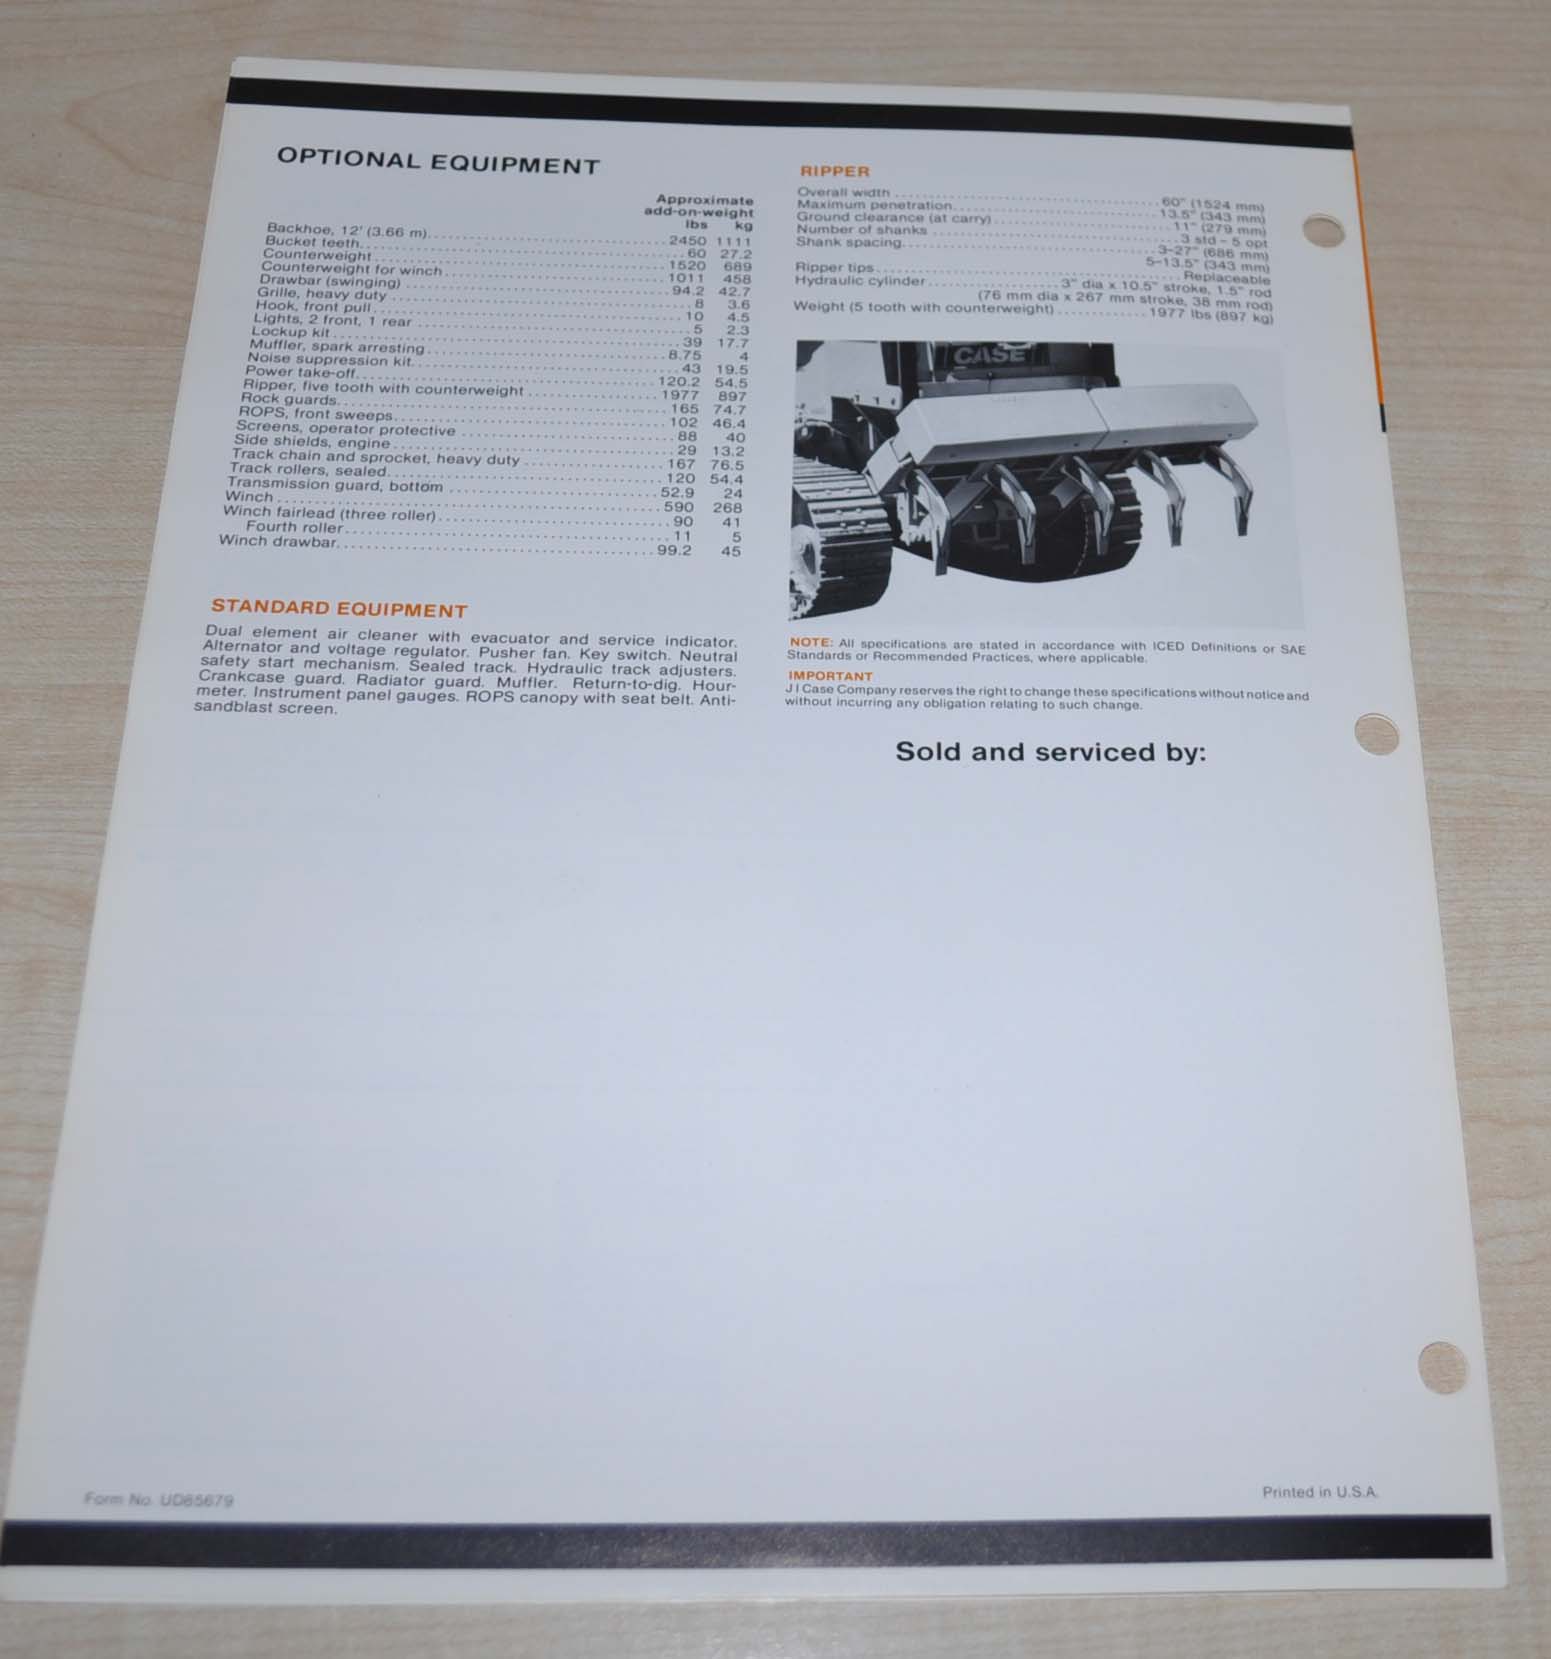 OPTIONAL EQUIPMENT
Approximate
add-on-weight
lbs kg
Backhoe, 12' (3.66 m) 2450 1111
Bucket teeth 60 27.2
Counterweight 1520 689
Counterweight for winch 1011 458
Drawbar (swinging) 94.2 42.7
Grille, heavy duty 8 3.6
Hook, front pull 10 4.5
Lights, 2 front, 1 rear 5 2.3
Lockup kit 39 17.7
Muffler, spark arresting 8.75 4
Noise suppression kit 43 19.5
Power take-off 120.2 54.5
Ripper, five tooth with counterweight 1977 897
Rock guards 165 74.7
ROPS, front sweeps 102 46.4
Screens, operator protective 88 40
Side shields, engine 29 13.2
Track chain and sprocket, heavy duty 167 76.5
Track rollers, sealed 120 54.4
Transmission guard, bottom 52.9 24
Winch 590 268
Winch fairlead (three roller) 90 41
Fourth roller 11 5
Winch drawbar 99.2 45
STANDARD EQUIPMENT
Dual element air cleaner with evacuator and service indicator.
Alternator and voltage regulator. Pusher fan. Key switch. Neutral
safety start mechanism. Sealed track. Hydraulic track adjusters.
Crankcase guard. Radiator guard. Muffler. Return-to-dig. Hour-
meter. Instrument panel gauges. ROPS canopy with seat belt. Anti-
sandblast screen.
RIPPER
Overall width 60" (1524 mm)
Maximum penetration 13.5" (343 mm)
Ground clearance (at carry) 11" (279 mm)
Number of shanks 3 std - 5 opt
Shank spacing 3-27" (686 mm)
5-13.5" (343 mm)
Ripper tips Replaceable
Hydraulic cylinder 3" dia x 10.5" stroke, 1.5" rod
(76 mm dia x 267 mm stroke, 38 mm rod)
Weight (5 tooth with counterweight) 1977 lbs (897 kg)
CASE
NOTE: All specifications are stated in accordance with ICED Definitions or SAE
Standards or Recommended Practices, where applicable.
IMPORTANT
J I Case Company reserves the right to change these specifications without notice and
without incurring any obligation relating to such change.
Sold and serviced by:
Form No. UD85679
Printed in U.S.A.